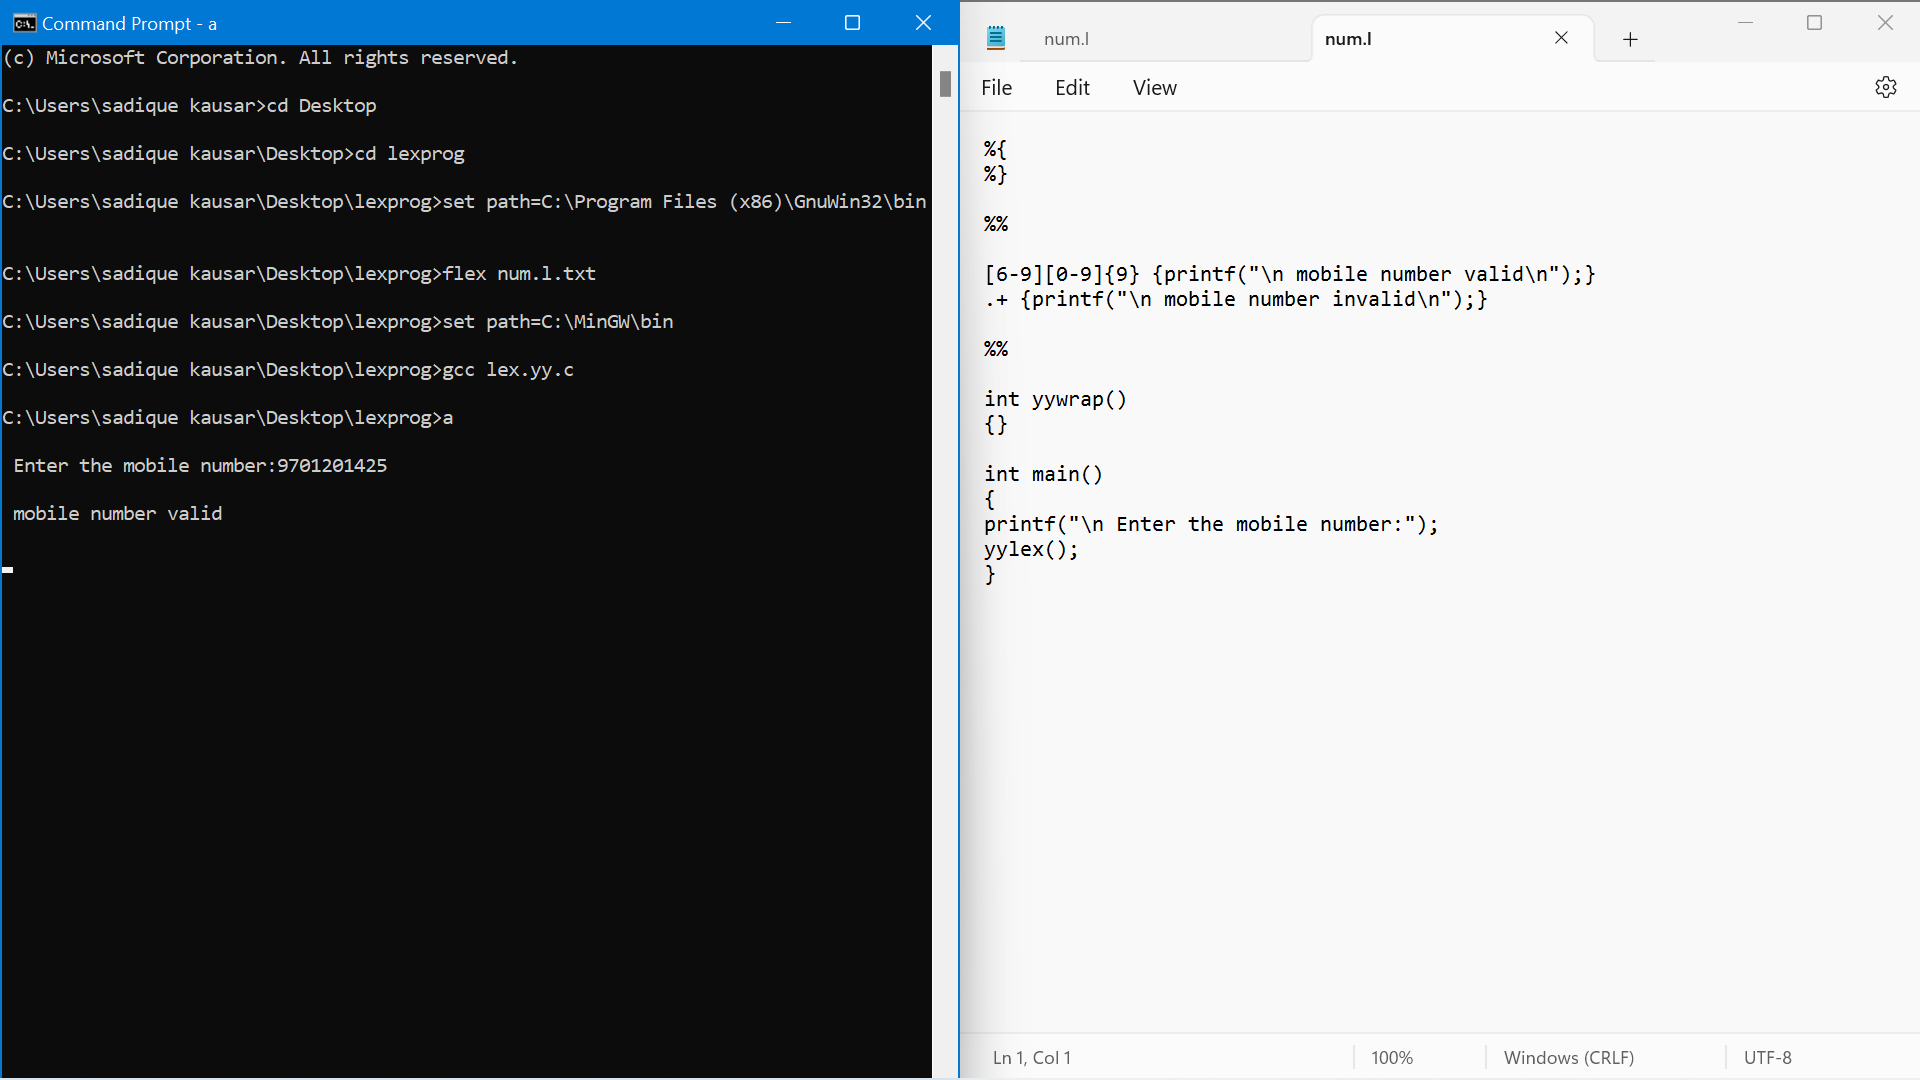 Command Prompt - a
(c) Microsoft Corporation. All rights reserved.
C:\Users\sadique kausar>cd Desktop
C:\Users\sadique kausar\Desktop>cd lexprog
C:\Users\sadique kausar\Desktop\lexprog>set path=C:\Program Files (x86)\GnuWin32\bin
C:\Users\sadique kausar\Desktop\lexprog>flex num.l.txt
C:\Users\sadique kausar\Desktop\lexprog>set path=C:\MinGW\bin
C:\Users\sadique kausar\Desktop\lexprog>gcc lex.yy.c
C:\Users\sadique kausar\Desktop\lexprog>a
Enter the mobile number:9701201425
mobile number valid
num.l
num.l
File Edit View
%{
%}
%%
[6-9][0-9]{9} {printf("\n mobile number valid\n");}
.+ {printf("\n mobile number invalid\n");}
%%
int yywrap()
{}
int main()
{
printf("\n Enter the mobile number:");
yylex();
}
Ln 1, Col 1 100% Windows (CRLF) UTF-8